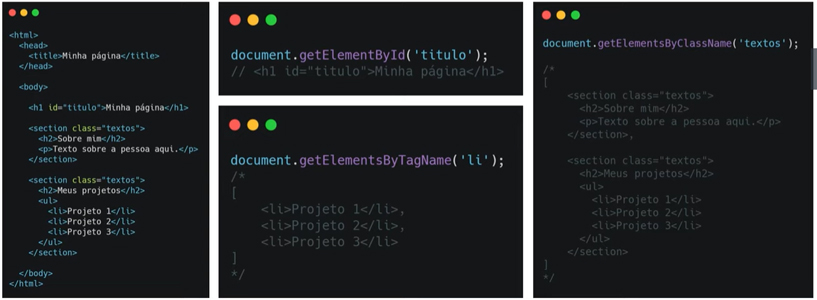 <html>
  <head>
    <title>Minha página</title>
  </head>
  <body>
    <h1 id="titulo">Minha página</h1>
    <section class="textos">
      <h2>Sobre mim</h2>
      <p>Texto sobre a pessoa aqui.</p>
    </section>
    <section class="textos">
      <h2>Meus projetos</h2>
      <ul>
        <li>Projeto 1</li>
        <li>Projeto 2</li>
        <li>Projeto 3</li>
      </ul>
    </section>
  </body>
</html>
document.getElementById('titulo');
// <h1 id="titulo">Minha página</h1>
document.getElementsByTagName('li');
/*
[
    <li>Projeto 1</li>,
    <li>Projeto 2</li>,
    <li>Projeto 3</li>
]
*/
document.getElementsByClassName('textos');
/*
[
    <section class="textos">
      <h2>Sobre mim</h2>
      <p>Texto sobre a pessoa aqui.</p>
    </section>,
    <section class="textos">
      <h2>Meus projetos</h2>
      <ul>
        <li>Projeto 1</li>
        <li>Projeto 2</li>
        <li>Projeto 3</li>
      </ul>
    </section>
]
*/